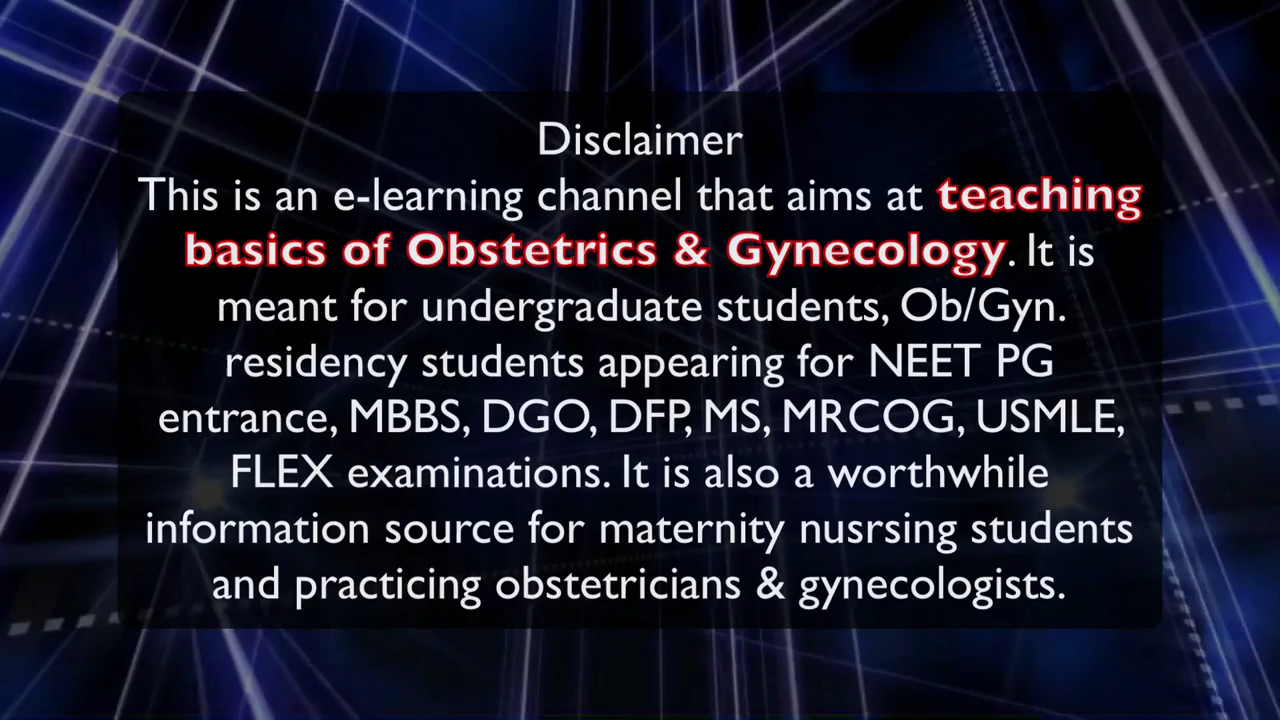 Disclaimer
This is an e-learning channel that aims at teaching
basics of Obstetrics & Gynecology. It is
meant for undergraduate students, Ob/Gyn.
residency students appearing for NEET PG
entrance, MBBS, DGO, DFP, MS, MRCOG, USMLE,
FLEX examinations. It is also a worthwhile
information source for maternity nusrsing students
and practicing obstetricians & gynecologists.